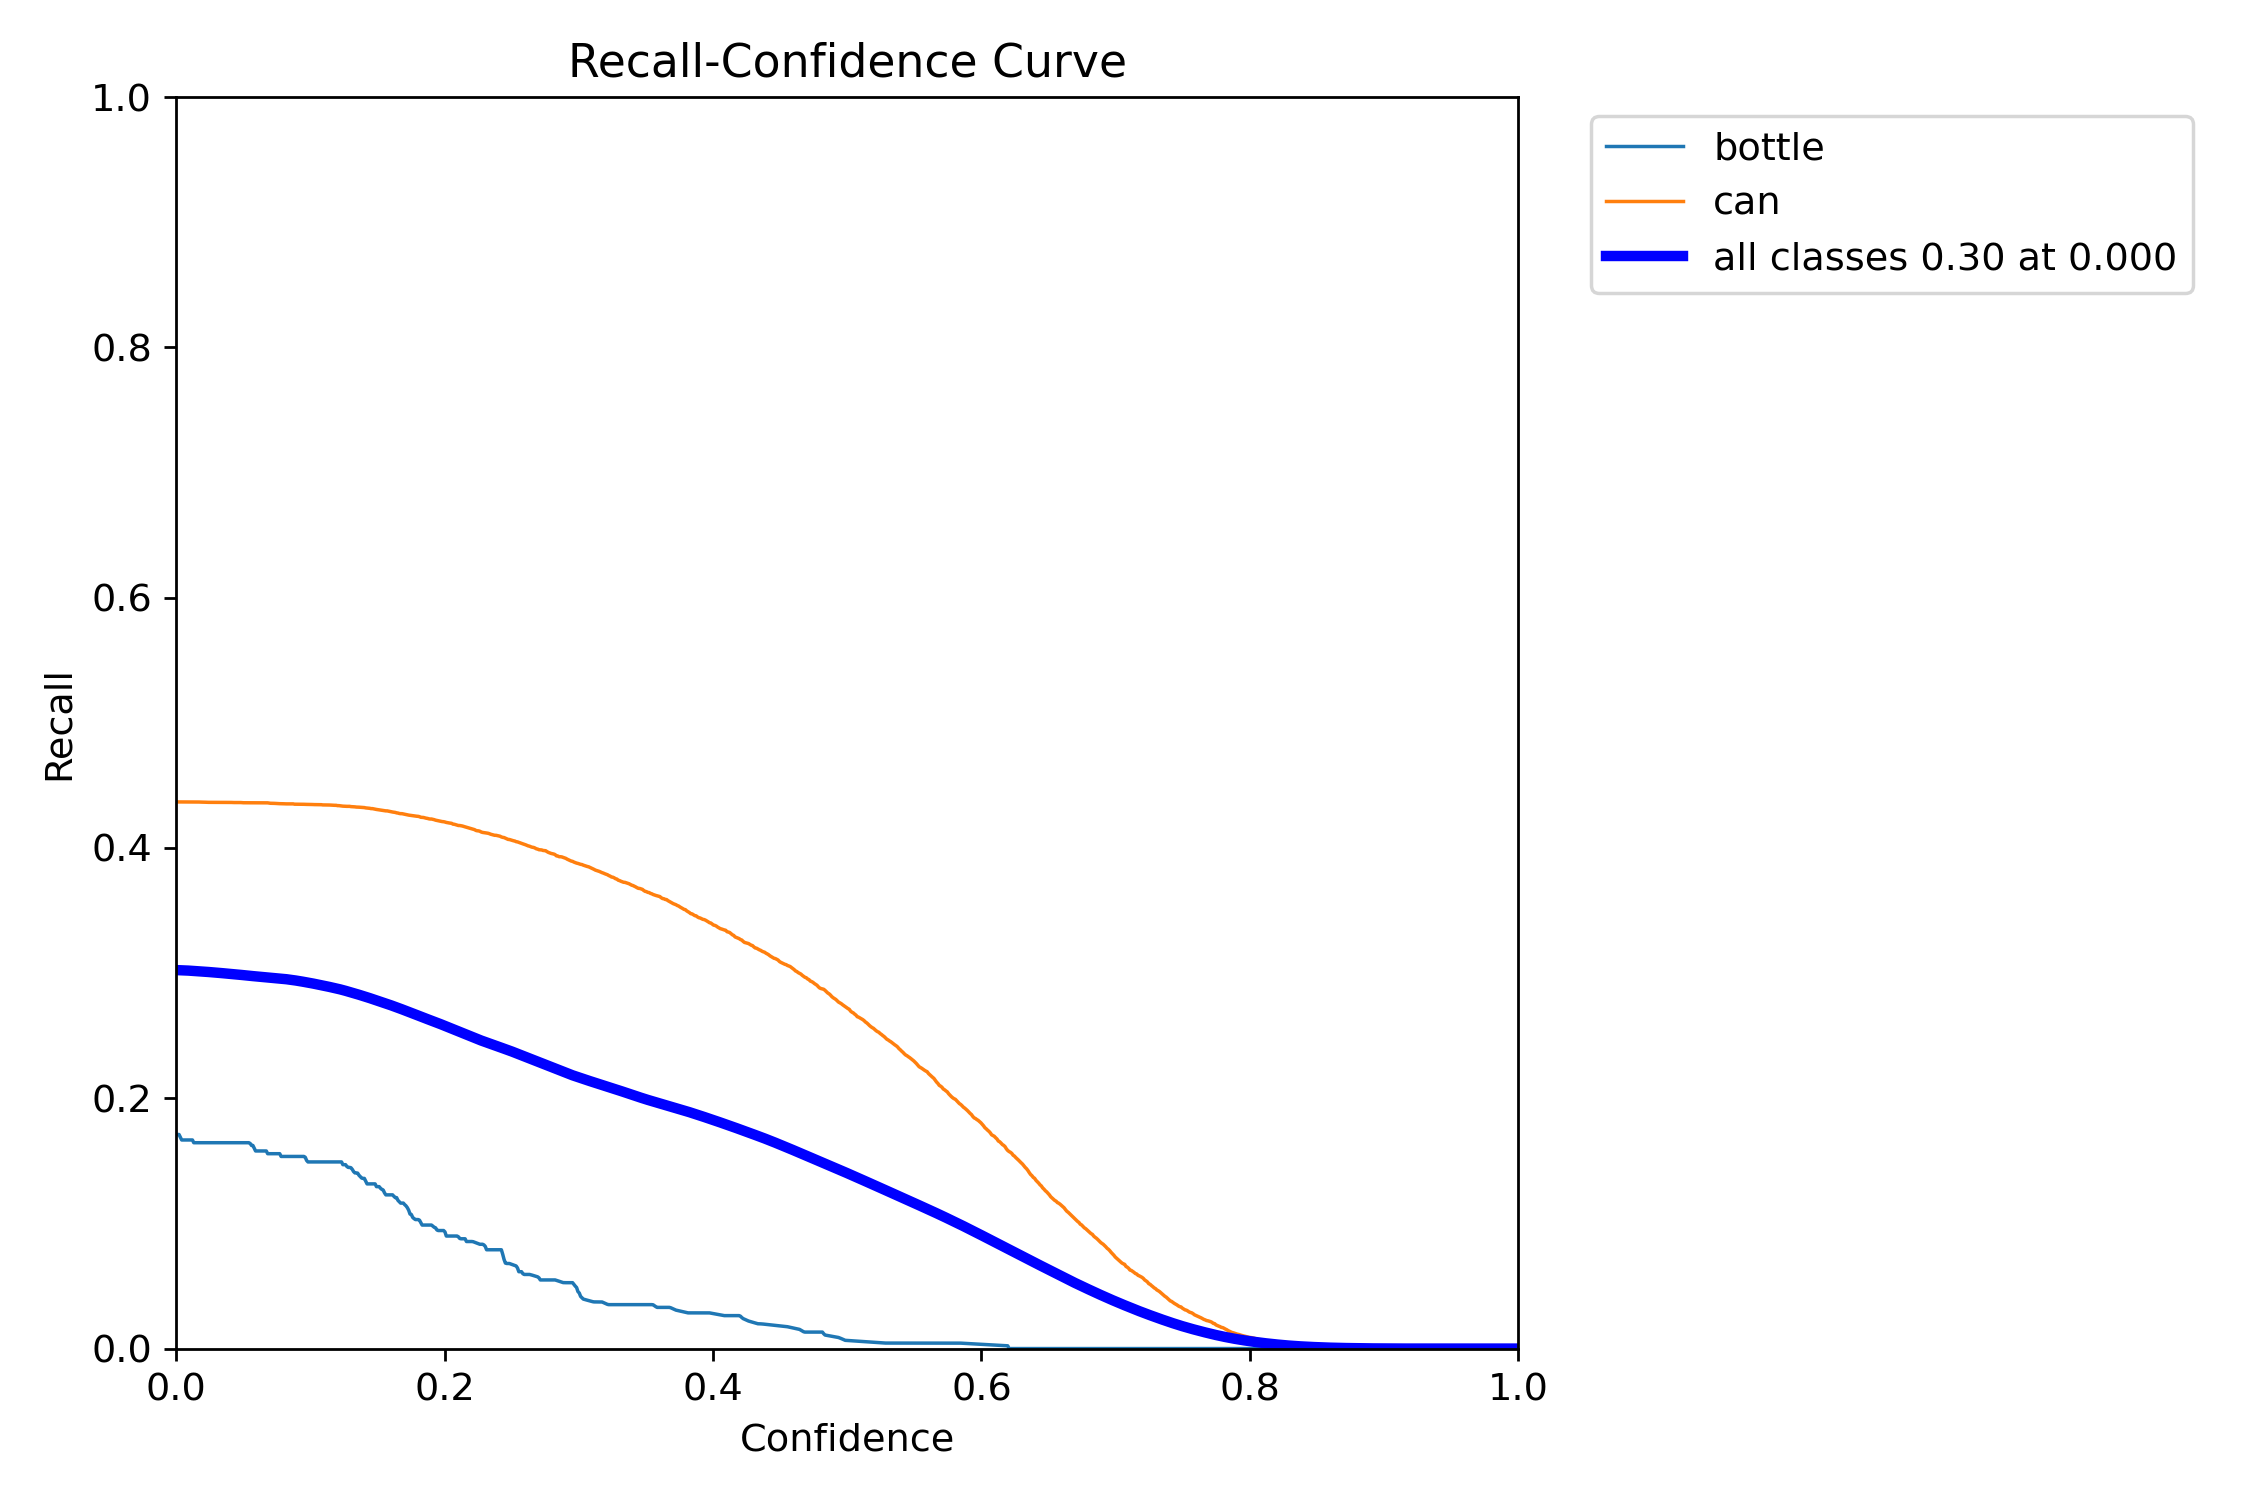 Recall-Confidence Curve
1.0
0.8
0.6
0.4
0.2
0.0
Recall
0.0 0.2 0.4 0.6 0.8 1.0
Confidence
bottle
can
all classes 0.30 at 0.000